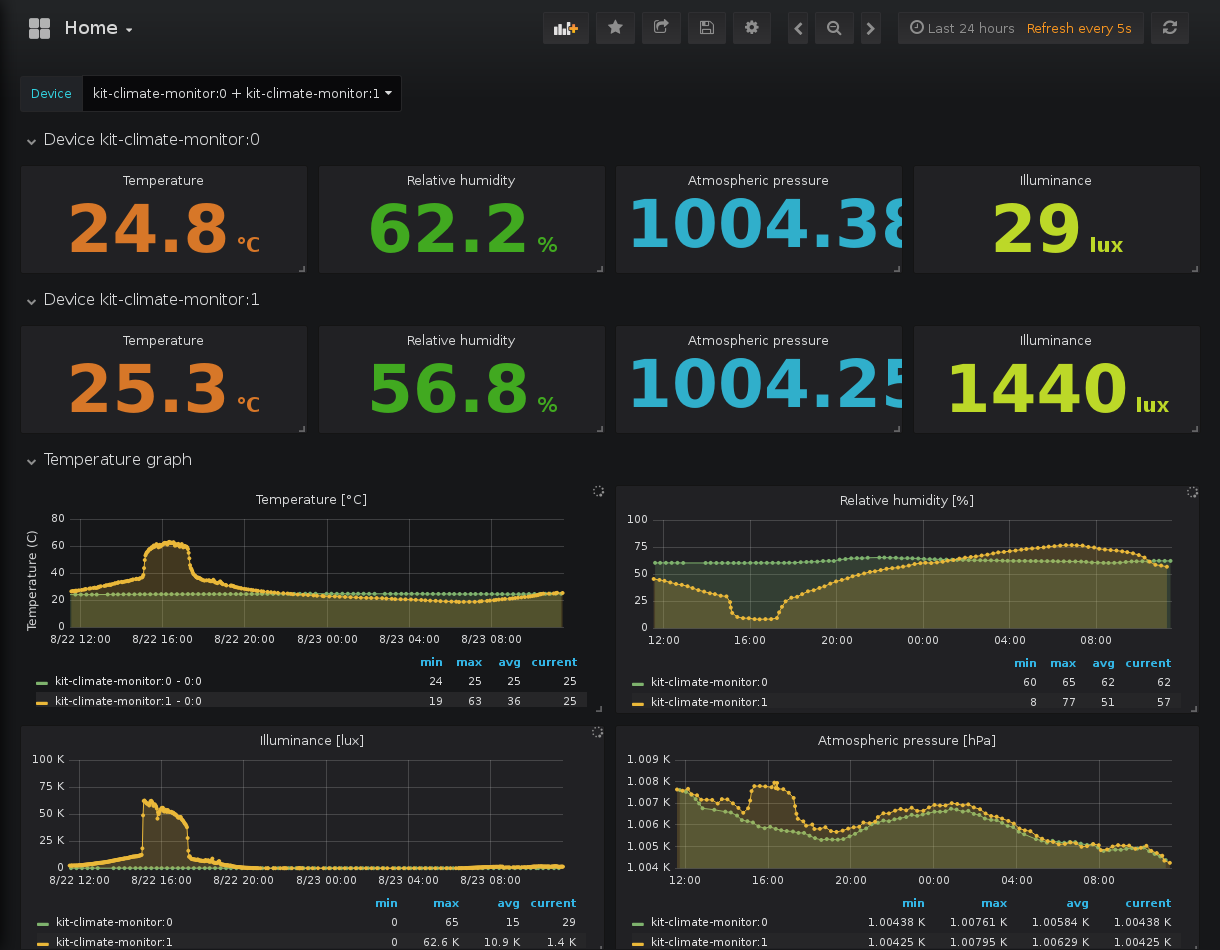 Home
Last 24 hours Refresh every 5s
Device kit-climate-monitor:0 + kit-climate-monitor:1
Device kit-climate-monitor:0
Temperature Relative humidity Atmospheric pressure Illuminance
24.8 °C 62.2 % 1004.38 29 lux
Device kit-climate-monitor:1
Temperature Relative humidity Atmospheric pressure Illuminance
25.3 °C 56.8 % 1004.25 1440 lux
Temperature graph
Temperature [°C]
Temperature (C)
80
60
40
20
0
8/22 12:00 8/22 16:00 8/22 20:00 8/23 00:00 8/23 04:00 8/23 08:00
min max avg current
kit-climate-monitor:0 - 0:0 24 25 25 25
kit-climate-monitor:1 - 0:0 19 63 36 25
Relative humidity [%]
100
75
50
25
0
12:00 16:00 20:00 00:00 04:00 08:00
min max avg current
kit-climate-monitor:0 60 65 62 62
kit-climate-monitor:1 8 77 51 57
Illuminance [lux]
100 K
75 K
50 K
25 K
0
8/22 12:00 8/22 16:00 8/22 20:00 8/23 00:00 8/23 04:00 8/23 08:00
min max avg current
kit-climate-monitor:0 0 65 15 29
kit-climate-monitor:1 0 62.6 K 10.9 K 1.4 K
Atmospheric pressure [hPa]
1.009 K
1.008 K
1.007 K
1.006 K
1.005 K
1.004 K
12:00 16:00 20:00 00:00 04:00 08:00
min max avg current
kit-climate-monitor:0 1.00438 K 1.00761 K 1.00584 K 1.00438 K
kit-climate-monitor:1 1.00425 K 1.00795 K 1.00629 K 1.00425 K